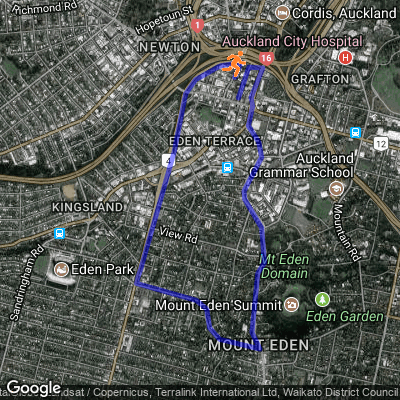 Richmond Rd
Hopetoun St
Cordis, Auckland
1
NEWTON
Auckland City
Hospital
H
16
GRAFTON
EDEN TERRACE
12
4
Auckland
Grammar School
KINGSLAND
Mountain Rd
View Rd
Sandringham Rd
Eden Park
Mt Eden
Domain
Mount Eden Summit
Eden Garden
MOUNT EDEN
Google
Landsat / Copernicus, Terralink International Ltd, Waikato District Council